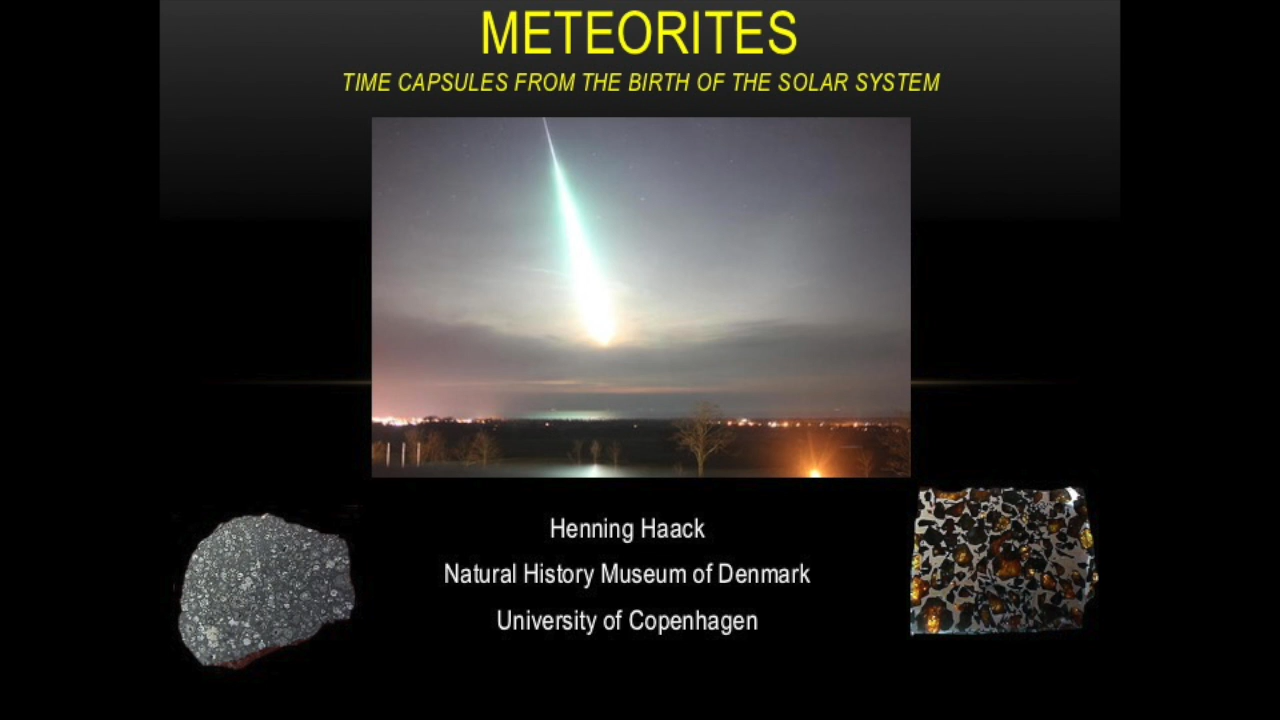 METEORITES
TIME CAPSULES FROM THE BIRTH OF THE SOLAR SYSTEM
Henning Haack
Natural History Museum of Denmark
University of Copenhagen